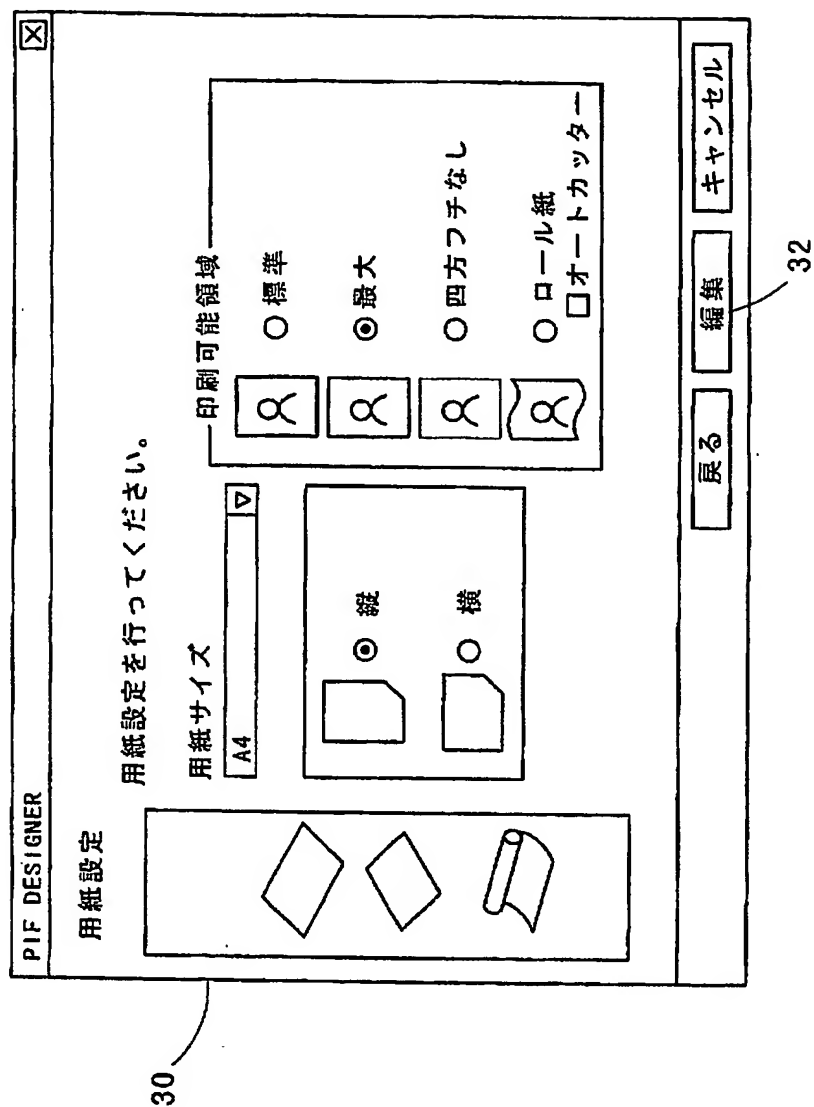 PIF DESIGNER
用紙設定
用紙設定を行ってください。
用紙サイズ
A4
縦
横
印刷可能領域
標準
最大
四方フチなし
ロール紙
オートカッター
戻る
編集
キャンセル
30
32